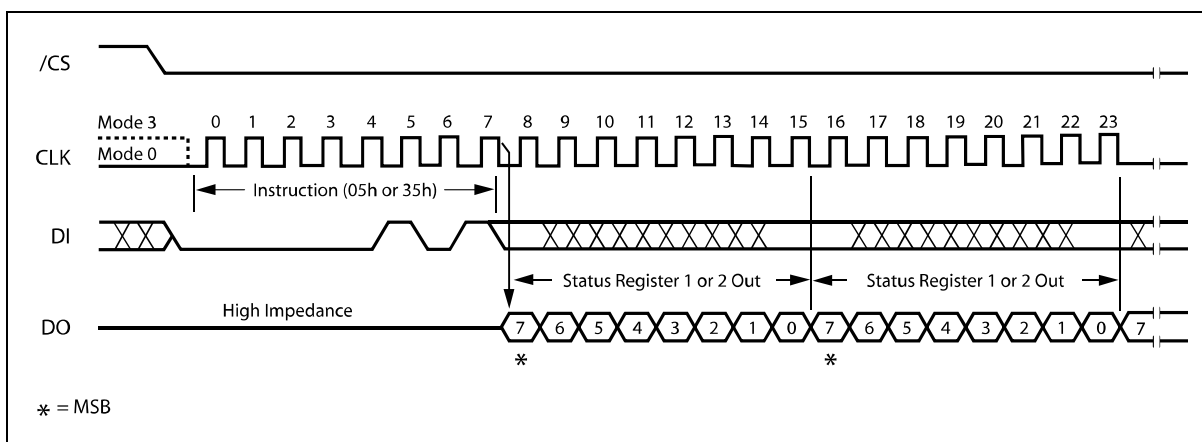 /CS
Mode 3
0 1 2 3 4 5 6 7 8 9 10 11 12 13 14 15 16 17 18 19 20 21 22 23
CLK
Mode 0
Instruction (05h or 35h)
DI
Status Register 1 or 2 Out
Status Register 1 or 2 Out
High Impedance
DO
7 6 5 4 3 2 1 0 7 6 5 4 3 2 1 0 7
* *
* = MSB